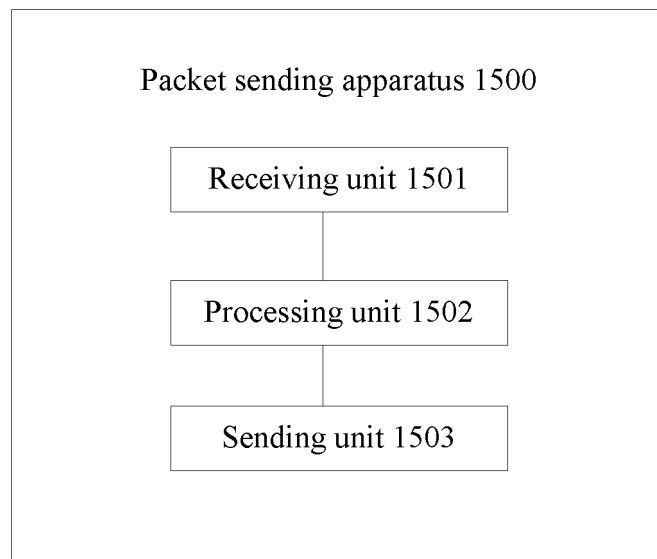 Packet sending apparatus 1500
Receiving unit 1501
Processing unit 1502
Sending unit 1503